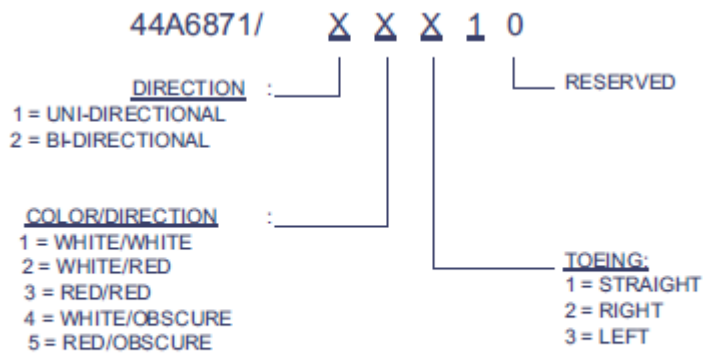 44A6871/ X X X 1 0
DIRECTION :
1 = UNI-DIRECTIONAL
2 = BI-DIRECTIONAL
RESERVED
COLOR/DIRECTION :
1 = WHITE/WHITE
2 = WHITE/RED
3 = RED/RED
4 = WHITE/OBSCURE
5 = RED/OBSCURE
TOEING:
1 = STRAIGHT
2 = RIGHT
3 = LEFT